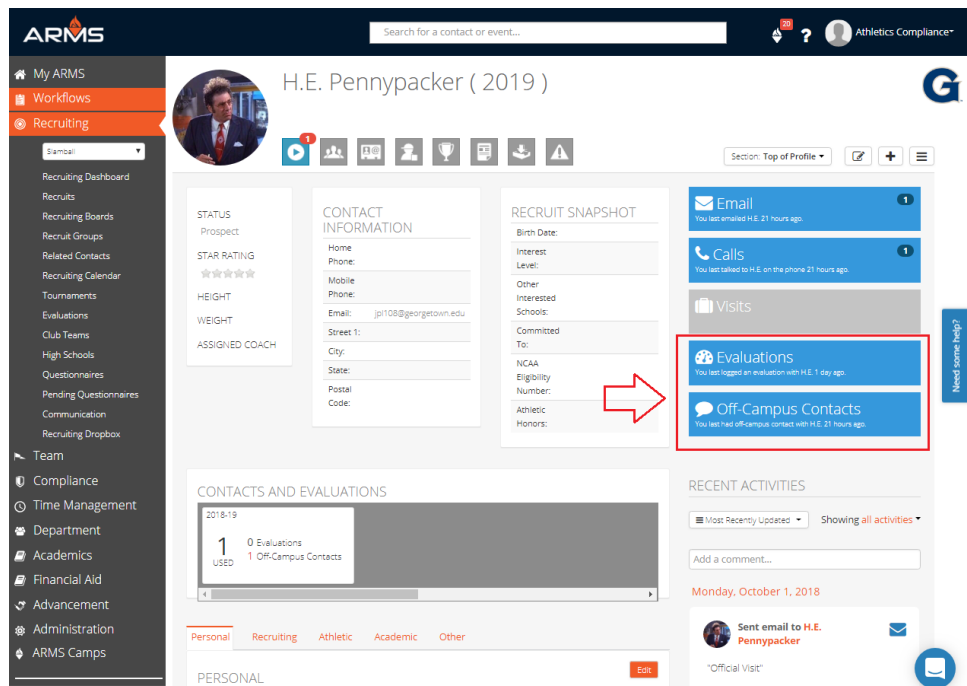 ARMS
Search for a contact or event...
20
?
Athletics Compliance
My ARMS
Workflows
Recruiting
Slamball
Recruiting Dashboard
Recruits
Recruiting Boards
Recruit Groups
Related Contacts
Recruiting Calendar
Tournaments
Evaluations
Club Teams
High Schools
Questionnaires
Pending Questionnaires
Communication
Recruiting Dropbox
Team
Compliance
Time Management
Department
Academics
Financial Aid
Advancement
Administration
ARMS Camps
H.E. Pennypacker ( 2019 )
G
1
Section: Top of Profile
STATUS
Prospect
STAR RATING
HEIGHT
WEIGHT
ASSIGNED COACH
CONTACT
INFORMATION
Home
Phone:
Mobile
Phone:
Email: jpl108@georgetown.edu
Street 1:
City:
State:
Postal
Code:
RECRUIT SNAPSHOT
Birth Date:
Interest
Level:
Other
Interested
Schools:
Committed
To:
NCAA
Eligibility
Number:
Athletic
Honors:
Email
1
You last emailed H.E. 21 hours ago.
Calls
1
You last talked to H.E. on the phone 21 hours ago.
Visits
Evaluations
You last logged an evaluation with H.E. 1 day ago.
Off-Campus Contacts
You last had off-campus contact with H.E. 21 hours ago.
Need some help?
CONTACTS AND EVALUATIONS
2018-19
1
USED
0 Evaluations
1 Off-Campus Contacts
Personal Recruiting Athletic Academic Other
PERSONAL
Edit
RECENT ACTIVITIES
Most Recently Updated
Showing all activities
Add a comment...
Monday, October 1, 2018
Sent email to H.E.
Pennypacker
"Official Visit"